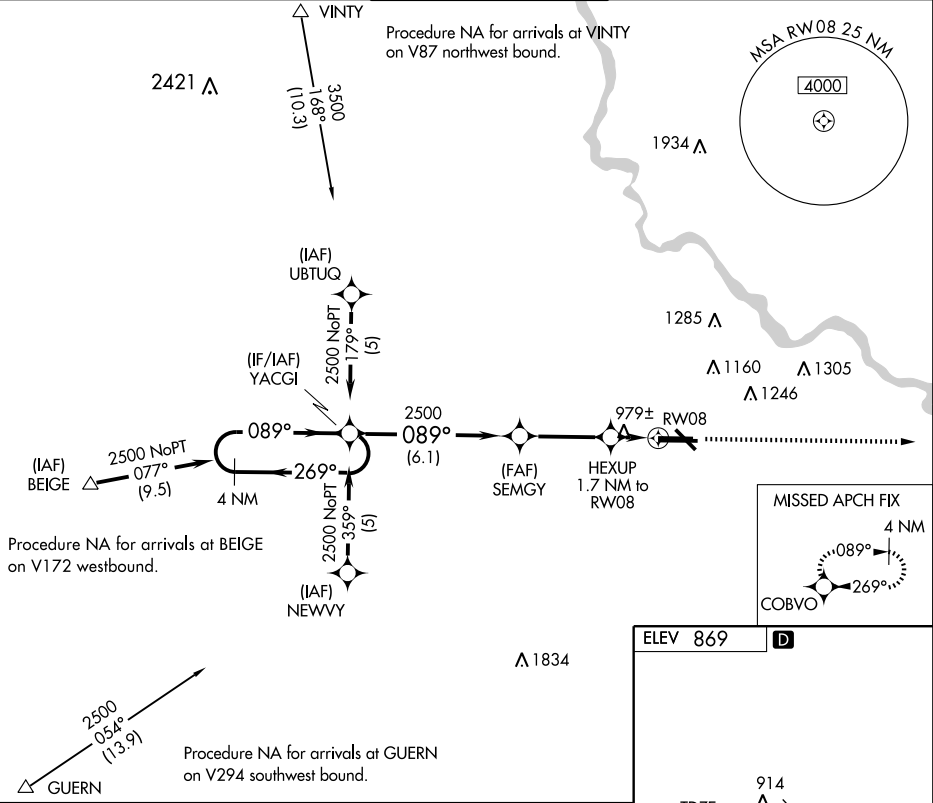 VINTY
Procedure NA for arrivals at VINTY
on V87 northwest bound.
MSA RW08 25 NM
4000
2421
3500
168°
(10.3)
1934
(IAF)
UBTUQ
2500 NoPT
179°
(5)
1285
1160
1305
1246
(IF/IAF)
YACGI
2500
089°
(6.1)
979±
RW08
089°
269°
4 NM
(IAF)
BEIGE
2500 NoPT
077°
(9.5)
(FAF)
SEMGY
HEXUP
1.7 NM to
RW08
2500 NoPT
359°
(5)
(IAF)
NEWVY
Procedure NA for arrivals at BEIGE
on V172 westbound.
MISSED APCH FIX
4 NM
089°
269°
COBVO
ELEV 869
D
1834
2500
054°
(13.9)
GUERN
Procedure NA for arrivals at GUERN
on V294 southwest bound.
914